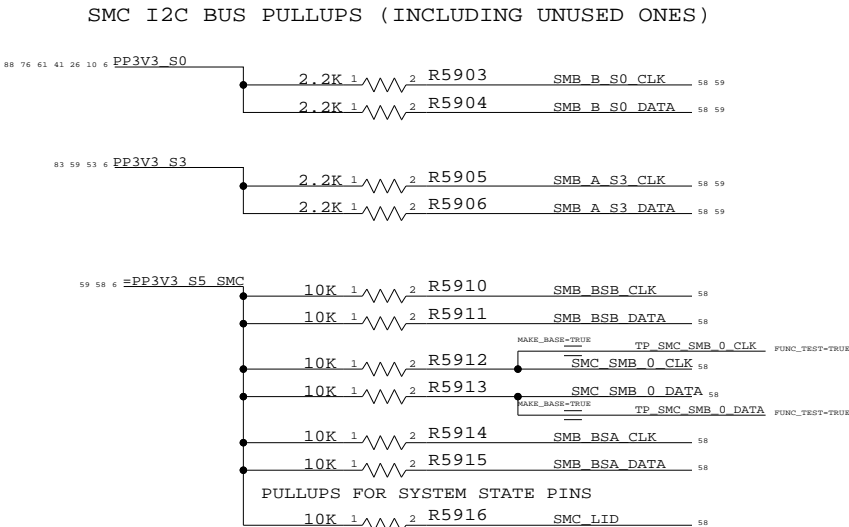 SMC I2C BUS PULLUPS (INCLUDING UNUSED ONES)
88 76 61 41 26 10 6 PP3V3_S0
2.2K 1 2 R5903 SMB_B_S0_CLK 58 59
2.2K 1 2 R5904 SMB_B_S0_DATA 58 59
83 59 53 6 PP3V3_S3
2.2K 1 2 R5905 SMB_A_S3_CLK 58 59
2.2K 1 2 R5906 SMB_A_S3_DATA 58 59
59 58 6 =PP3V3_S5_SMC
10K 1 2 R5910 SMB_BSB_CLK 58
10K 1 2 R5911 SMB_BSB_DATA 58
MAKE_BASE=TRUE TP_SMC_SMB_0_CLK FUNC_TEST=TRUE
10K 1 2 R5912 SMC_SMB_0_CLK 58
10K 1 2 R5913 SMC_SMB_0_DATA 58
MAKE_BASE=TRUE TP_SMC_SMB_0_DATA FUNC_TEST=TRUE
10K 1 2 R5914 SMB_BSA_CLK 58
10K 1 2 R5915 SMB_BSA_DATA 58
PULLUPS FOR SYSTEM STATE PINS
10K 1 2 R5916 SMC_LID 58